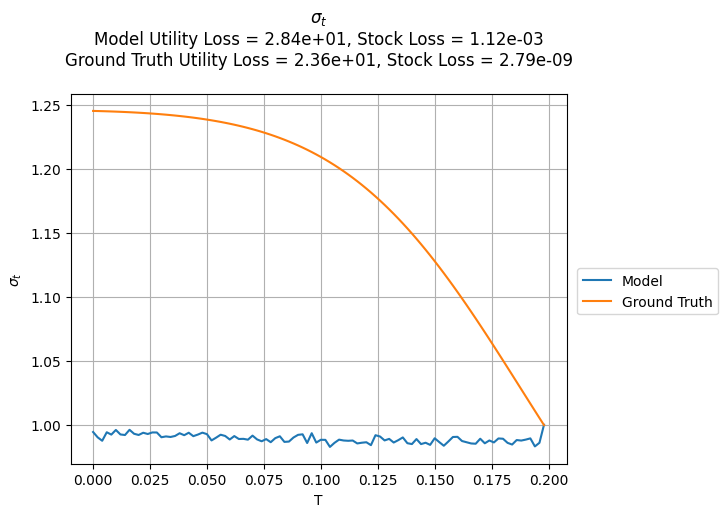 σₜ
Model Utility Loss = 2.84e+01, Stock Loss = 1.12e-03
Ground Truth Utility Loss = 2.36e+01, Stock Loss = 2.79e-09
1.25
1.20
1.15
1.10
1.05
1.00
σₜ
0.000 0.025 0.050 0.075 0.100 0.125 0.150 0.175 0.200
T
Model
Ground Truth